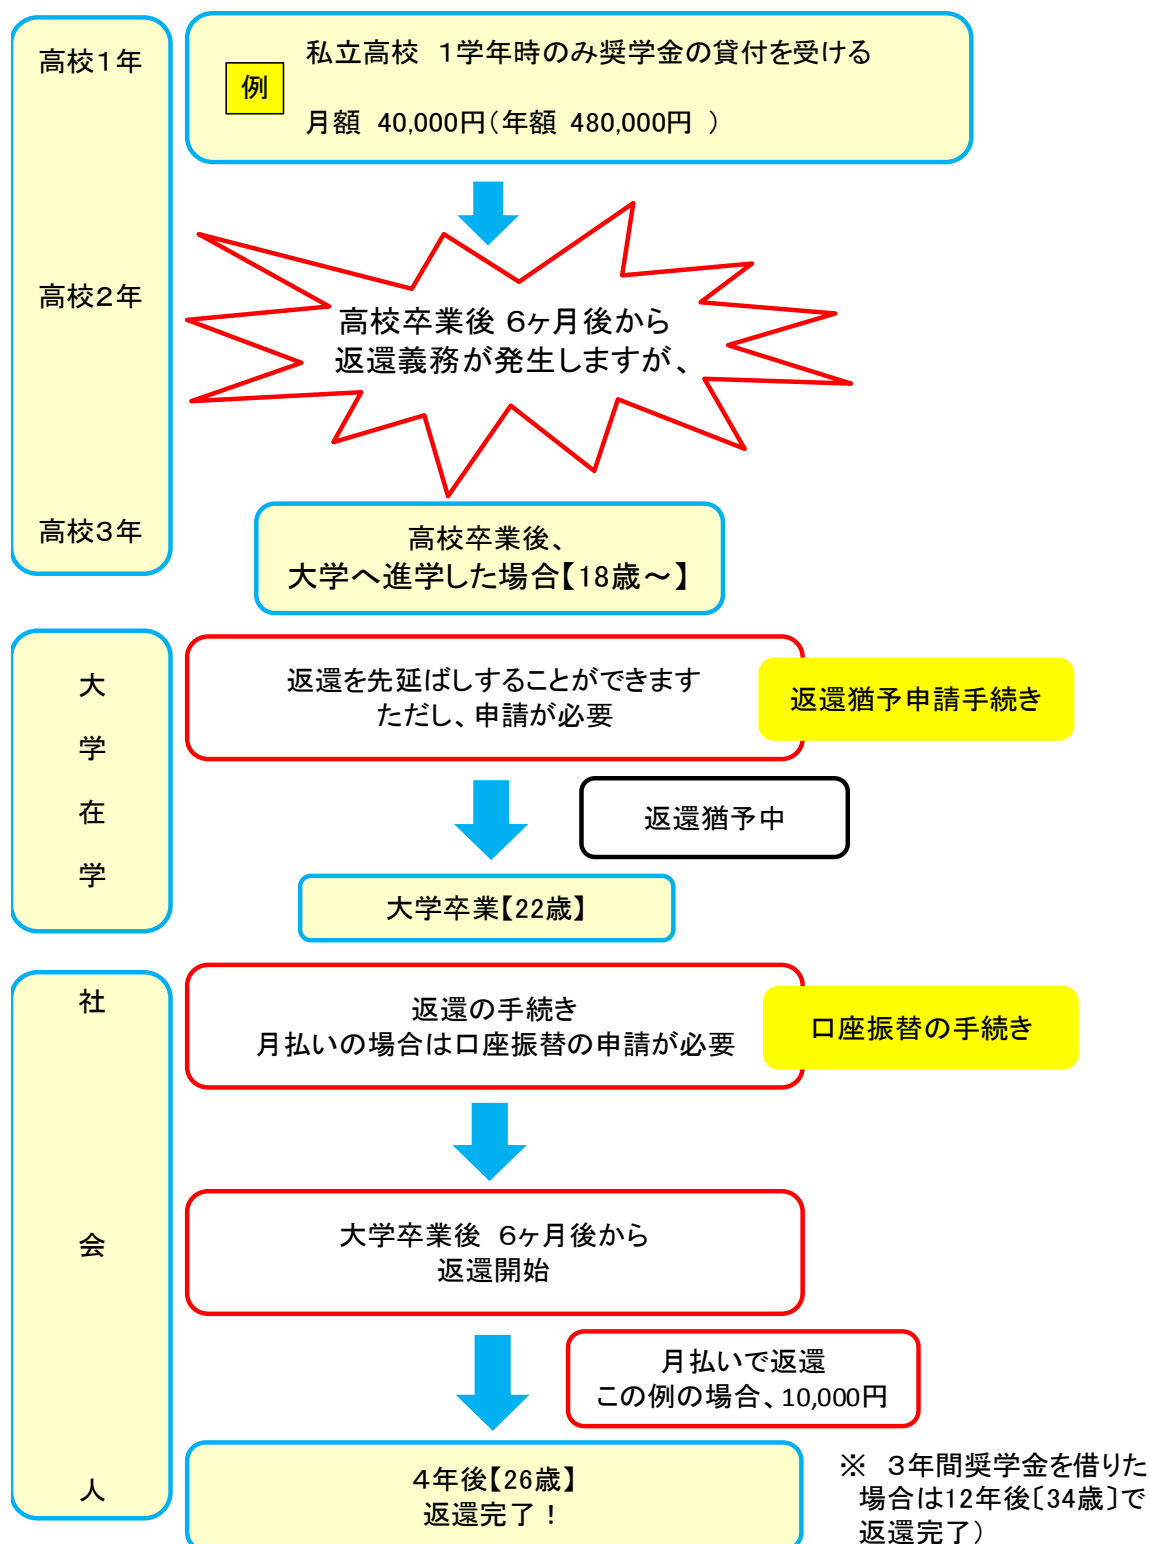 高校１年
私立高校　１学年時のみ奨学金の貸付を受ける
例
月額 40,000円（年額 480,000円 ）
高校２年
高校卒業後 ６ヶ月後から
返還義務が発生しますが、
高校３年
高校卒業後、
大学へ進学した場合【18歳～】
大
学
在
学
返還を先延ばしすることができます
ただし、申請が必要
返還猶予申請手続き
返還猶予中
大学卒業【22歳】
社
会
人
返還の手続き
月払いの場合は口座振替の申請が必要
口座振替の手続き
大学卒業後 ６ヶ月後から
返還開始
月払いで返還
この例の場合、10,000円
４年後【26歳】
返還完了！
※　３年間奨学金を借りた
場合は12年後〔34歳〕で
返還完了）